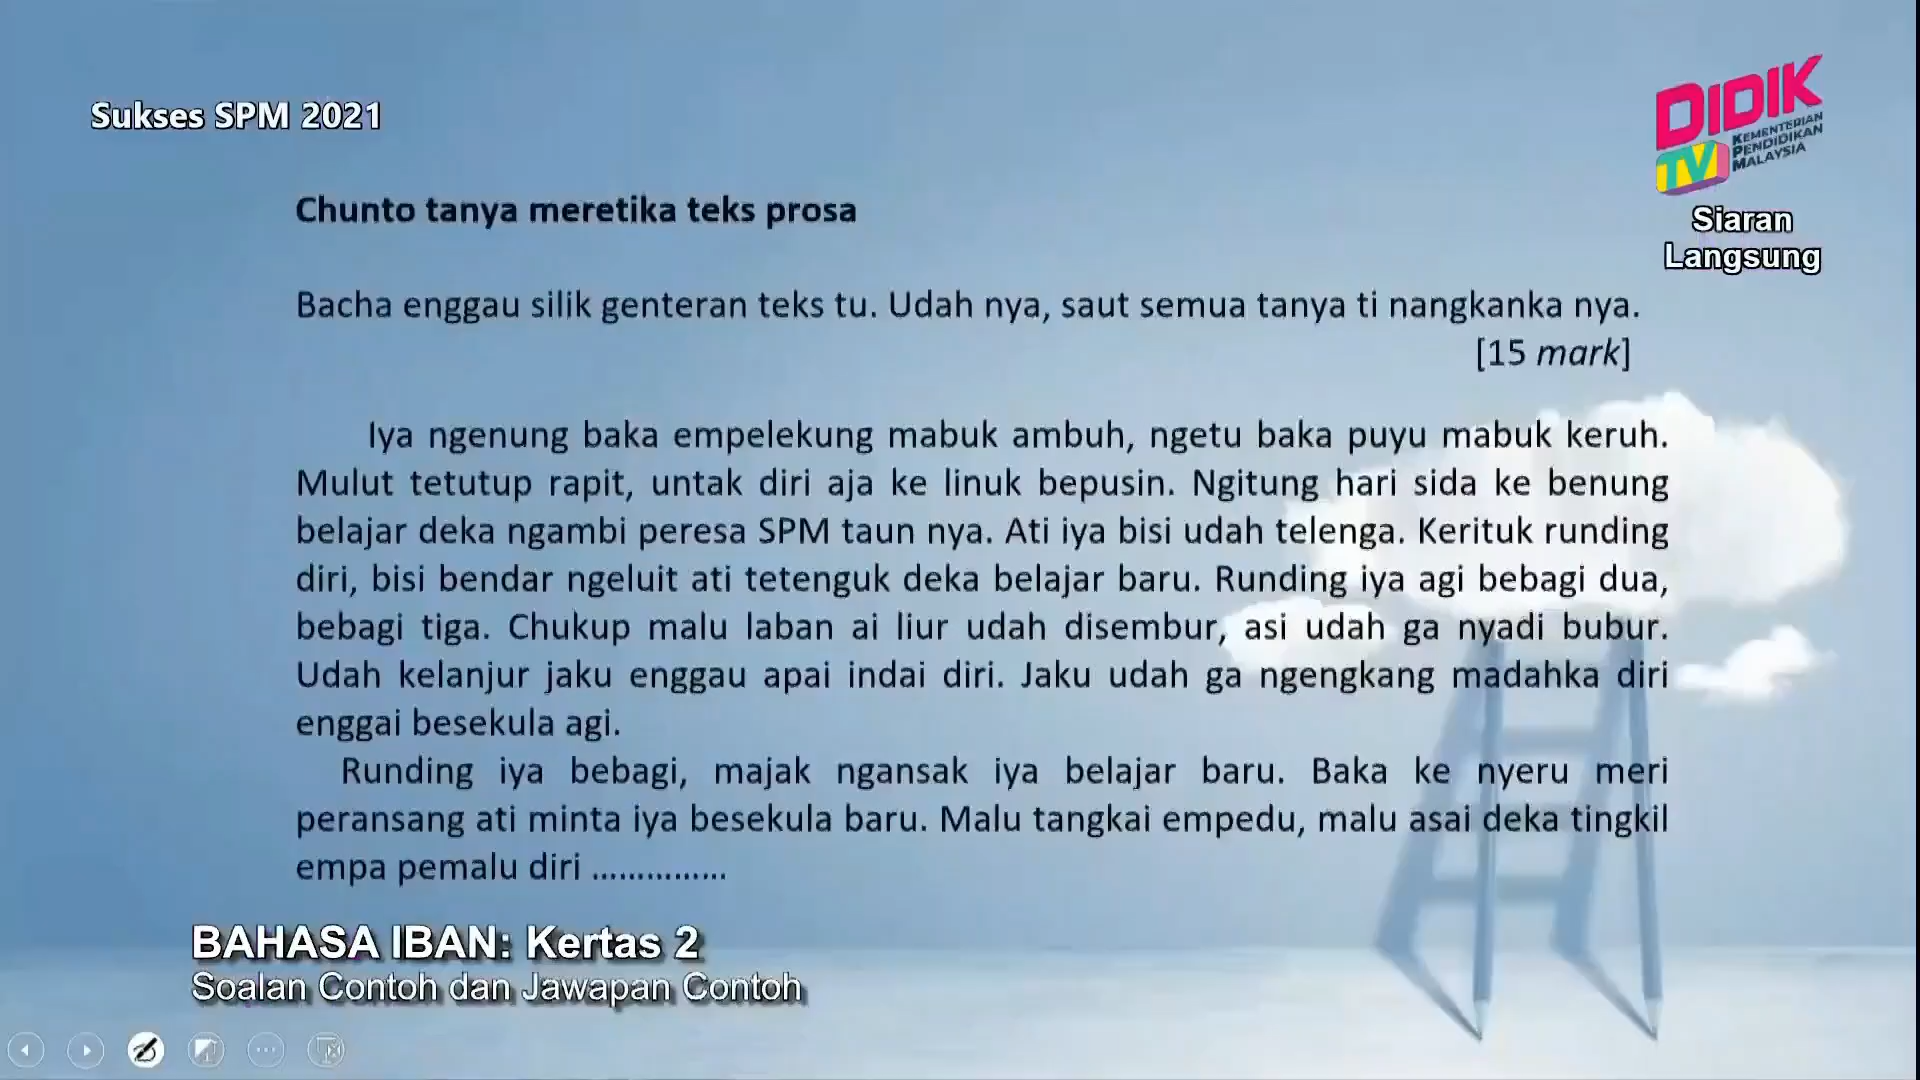 Sukses SPM 2021
DIDIK
TV
KEMENTERIAN
PENDIDIKAN
MALAYSIA
Siaran
Langsung
Chunto tanya meretika teks prosa
Bacha enggau silik genteran teks tu. Udah nya, saut semua tanya ti nangkanka nya.
[15 mark]
Iya ngenung baka empelekung mabuk ambuh, ngetu baka puyu mabuk keruh.
Mulut tetutup rapit, untak diri aja ke linuk bepusin. Ngitung hari sida ke benung
belajar deka ngambi peresa SPM taun nya. Ati iya bisi udah telenga. Kerituk runding
diri, bisi bendar ngeluit ati tetenguk deka belajar baru. Runding iya agi bebagi dua,
bebagi tiga. Chukup malu laban ai liur udah disembur, asi udah ga nyadi bubur.
Udah kelanjur jaku enggau apai indai diri. Jaku udah ga ngengkang madahka diri
enggai besekula agi.
Runding iya bebagi, majak ngansak iya belajar baru. Baka ke nyeru meri
peransang ati minta iya besekula baru. Malu tangkai empedu, malu asai deka tingkil
empa pemalu diri ...............
BAHASA IBAN: Kertas 2
Soalan Contoh dan Jawapan Contoh